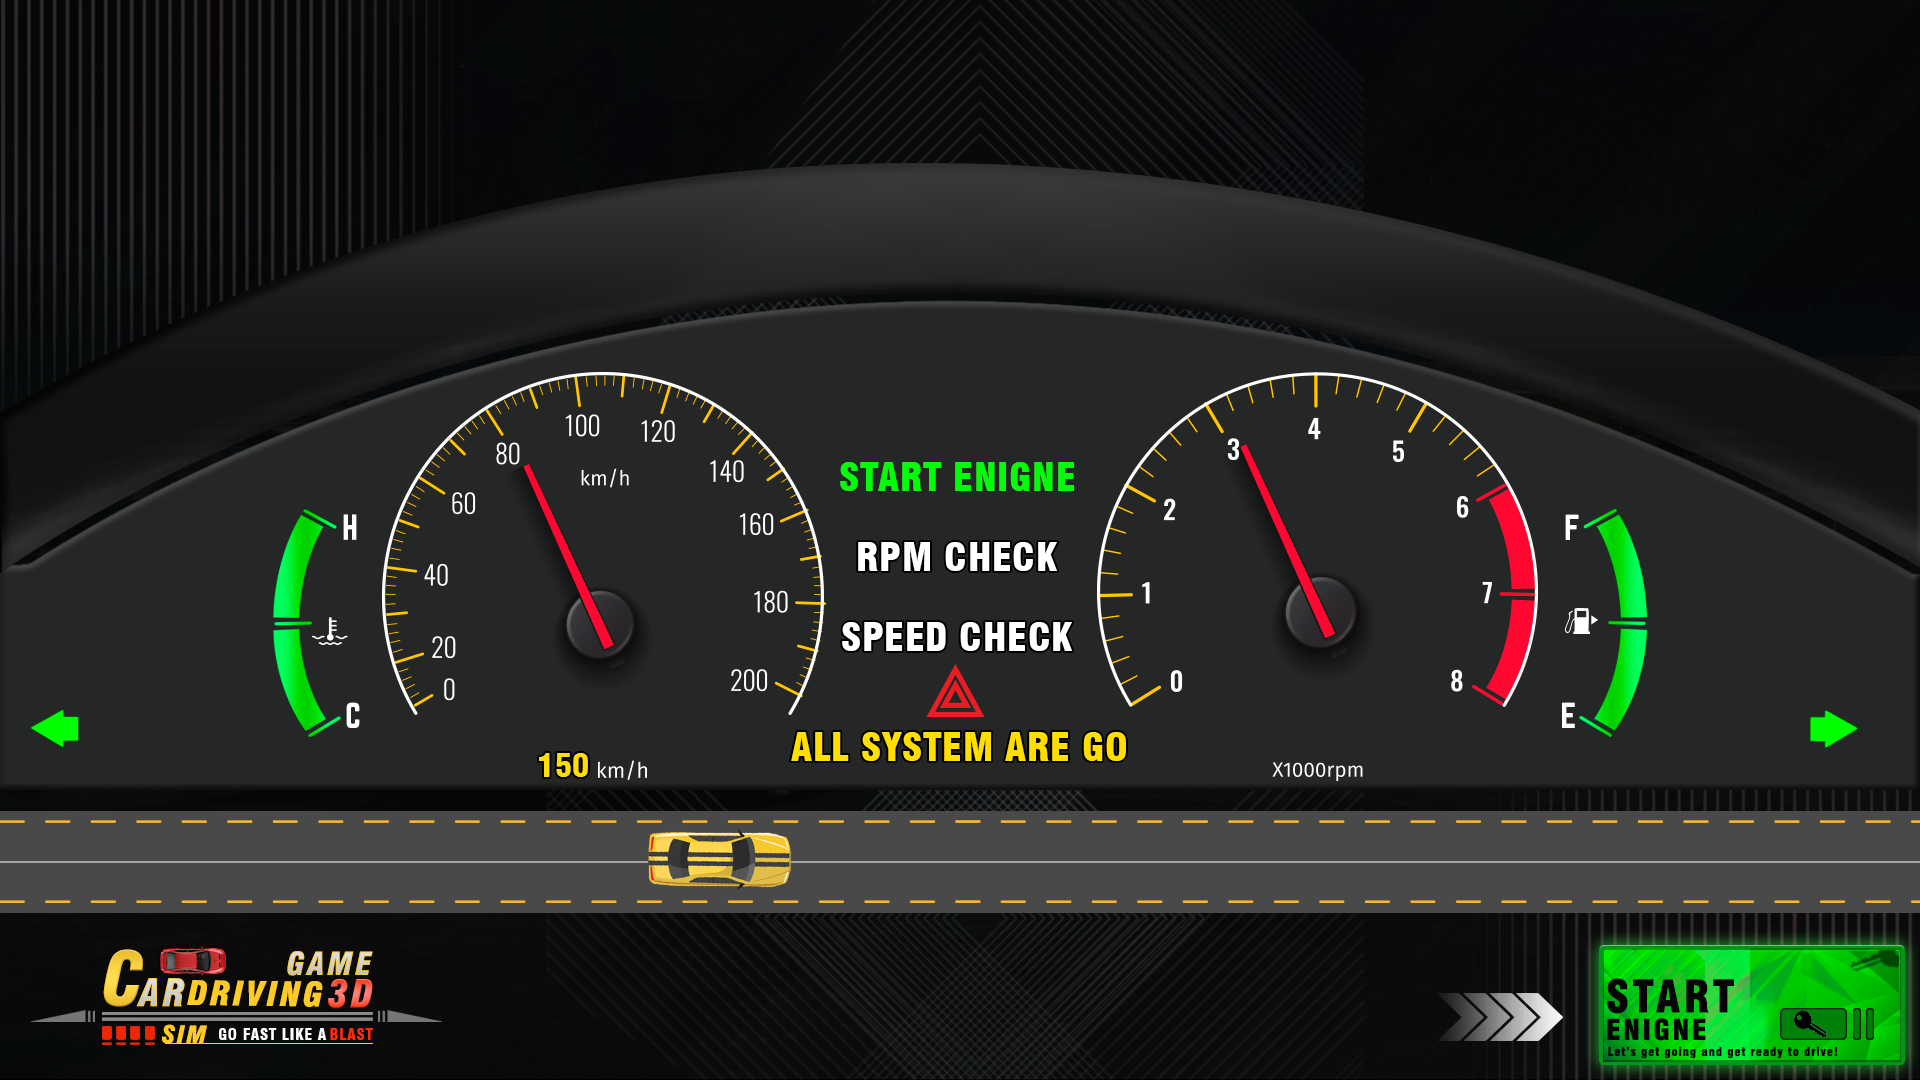 H
C
0
20
40
60
80
100
120
140
160
180
200
km/h
150 km/h
START ENIGNE
RPM CHECK
SPEED CHECK
ALL SYSTEM ARE GO
0
1
2
3
4
5
6
7
8
X1000rpm
F
E
GAME
CARDRIVING 3D
SIM GO FAST LIKE A BLAST
START
ENIGNE
Let's get going and get ready to drive!